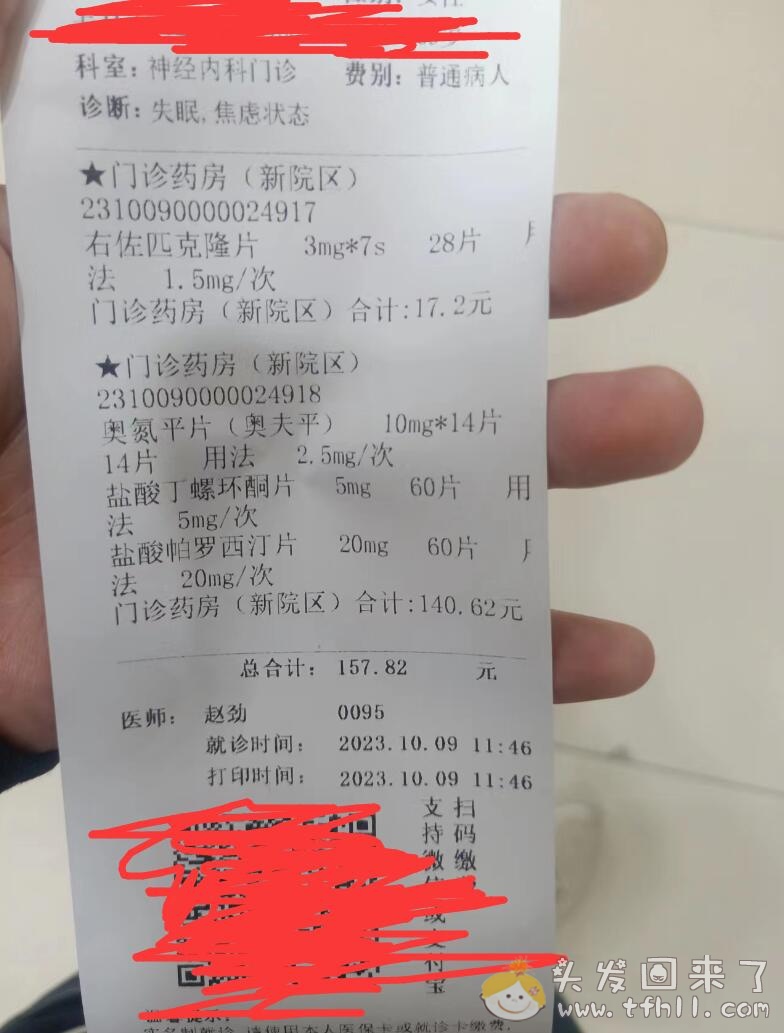 科室：神经内科门诊 费别：普通病人
诊断：失眠,焦虑状态
★门诊药房（新院区）
2310090000024917
右佐匹克隆片 3mg*7s 28片
法 1.5mg/次
门诊药房（新院区）合计:17.2元
★门诊药房（新院区）
2310090000024918
奥氮平片（奥夫平） 10mg*14片
14片 用法 2.5mg/次
盐酸丁螺环酮片 5mg 60片 用
法 5mg/次
盐酸帕罗西汀片 20mg 60片
法 20mg/次
门诊药房（新院区）合计:140.62元
总合计： 157.82 元
医师： 赵劲 0095
就诊时间： 2023.10.09 11:46
打印时间： 2023.10.09 11:46
扫码缴
支持微
付宝
头发回来了
www.tfhll.com